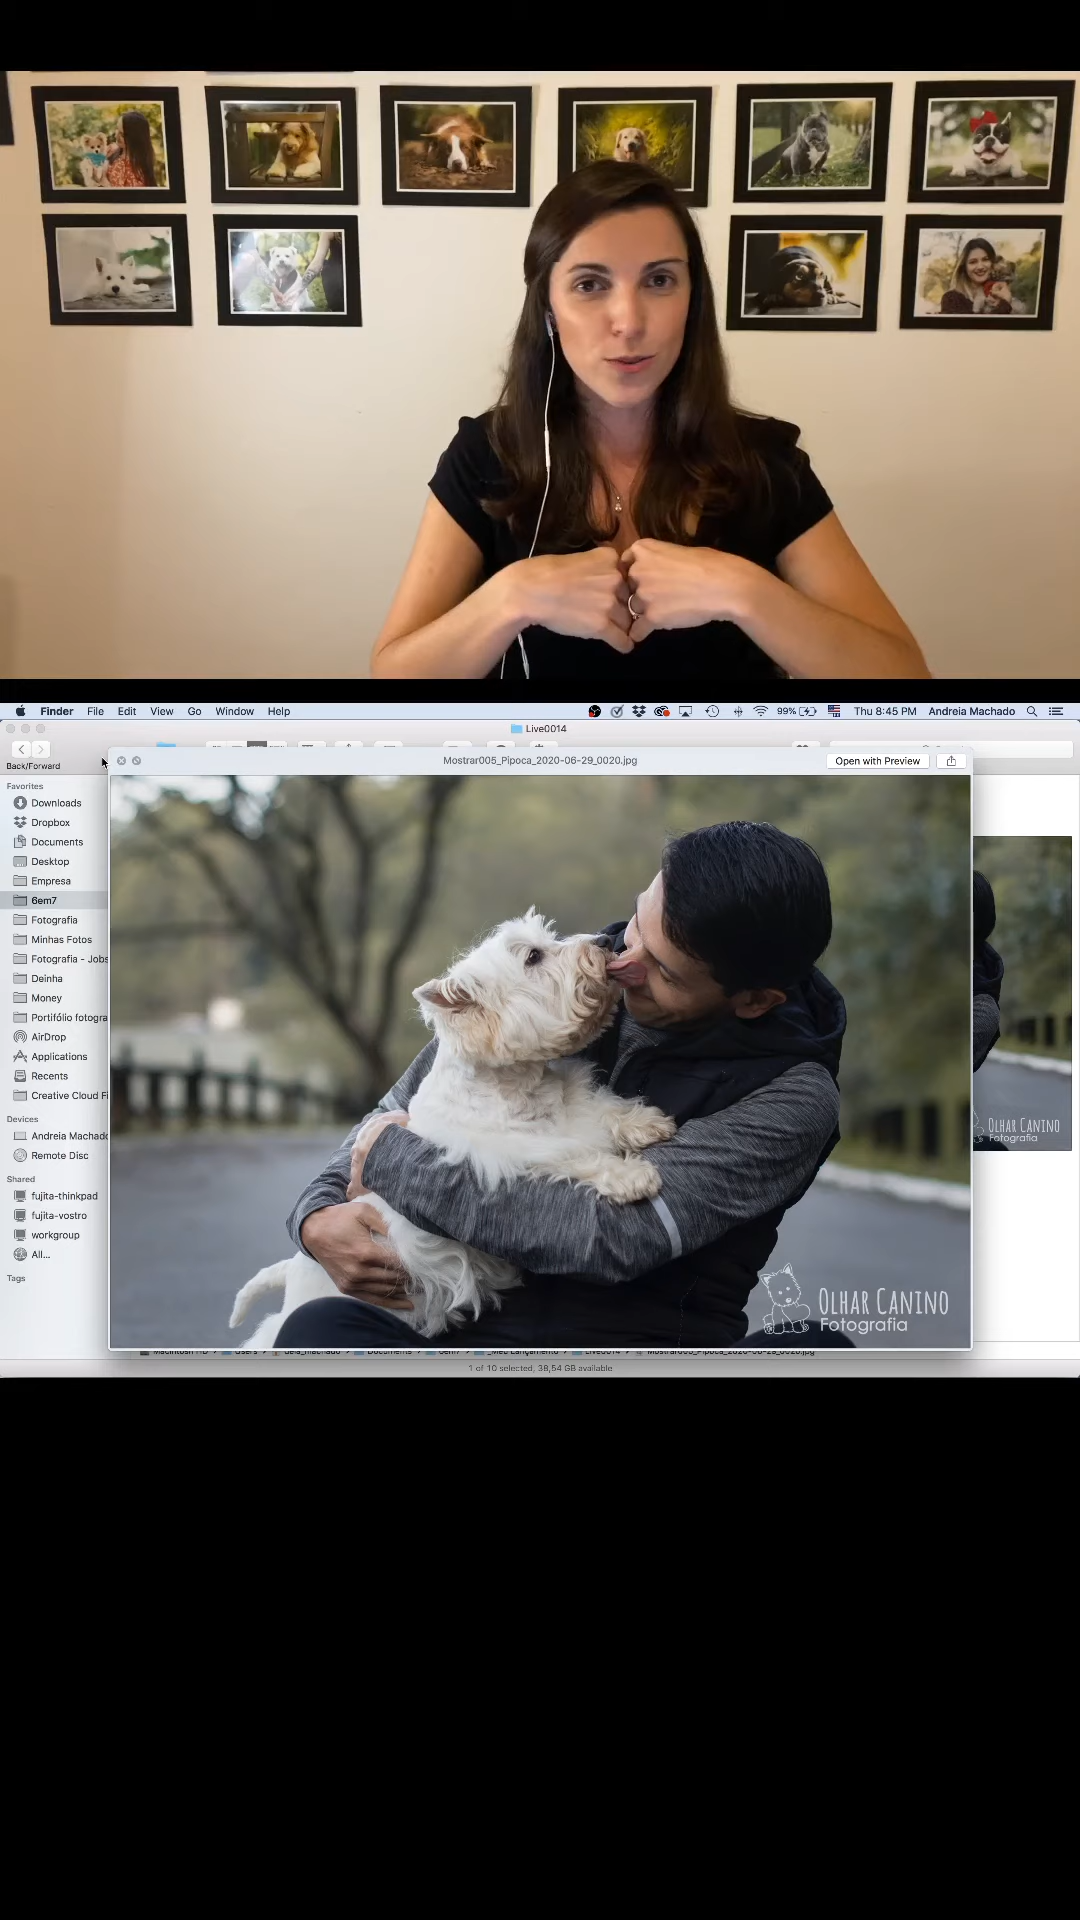 Finder File Edit View Go Window Help 99% Thu 8:45 PM Andreia Machado
Live0014
Back/Forward
Mostrar005_Pipoca_2020-06-29_0020.jpg
Open with Preview
Favorites
Downloads
Dropbox
Documents
Desktop
Empresa
6em7
Fotografia
Minhas Fotos
Fotografia - Jobs
Deinha
Money
Portifólio fotogra
AirDrop
Applications
Recents
Creative Cloud Fi
Devices
Andreia Machado
Remote Disc
Shared
fujita-thinkpad
fujita-vostro
workgroup
All...
Tags
OLHAR CANINO
Fotografia
OLHAR CANINO
Fotografia
1 of 10 selected, 38,54 GB available